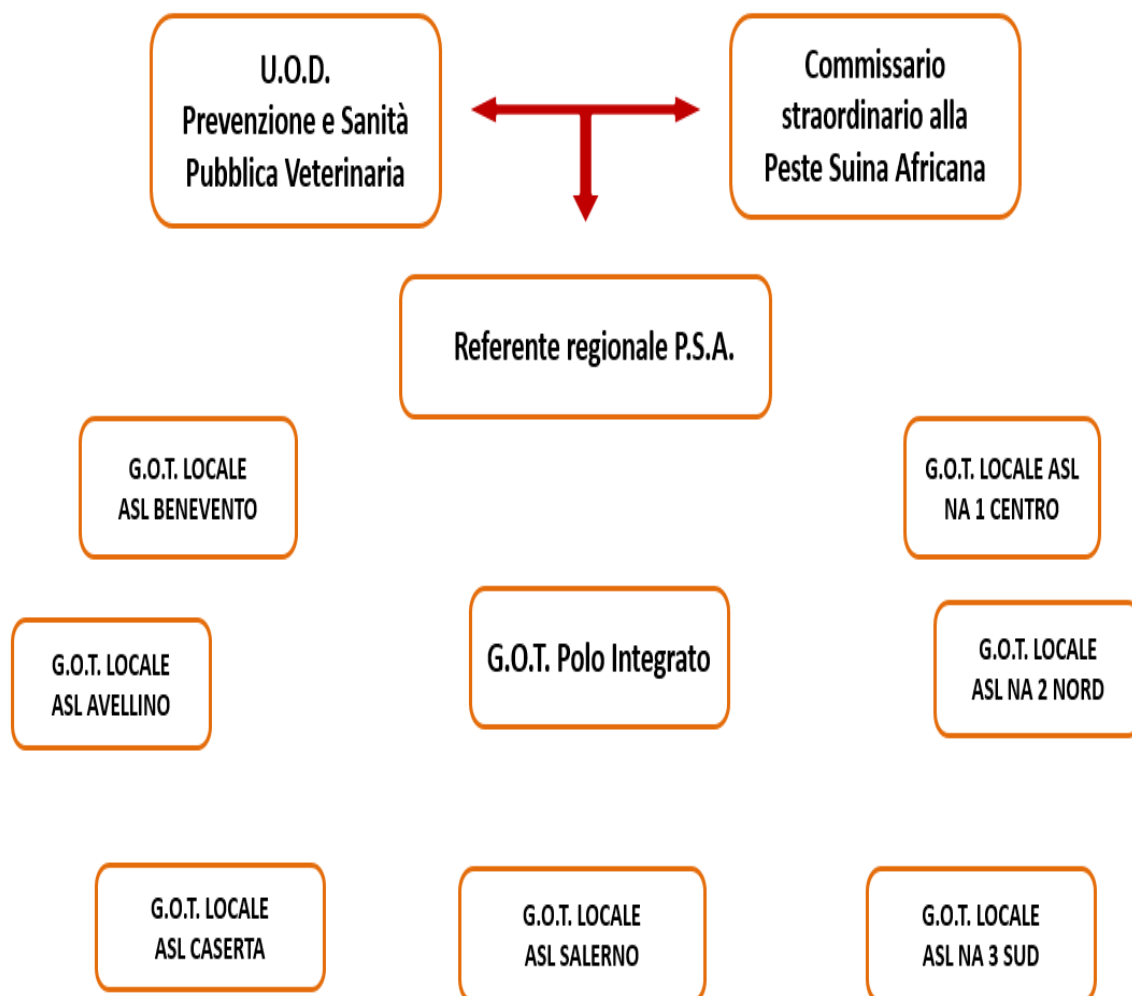 U.O.D.
Prevenzione e Sanità
Pubblica Veterinaria
Commissario
straordinario alla
Peste Suina Africana
Referente regionale P.S.A.
G.O.T. LOCALE
ASL BENEVENTO
G.O.T. LOCALE ASL
NA 1 CENTRO
G.O.T. LOCALE
ASL AVELLINO
G.O.T. Polo Integrato
G.O.T. LOCALE
ASL NA 2 NORD
G.O.T. LOCALE
ASL CASERTA
G.O.T. LOCALE
ASL SALERNO
G.O.T. LOCALE
ASL NA 3 SUD